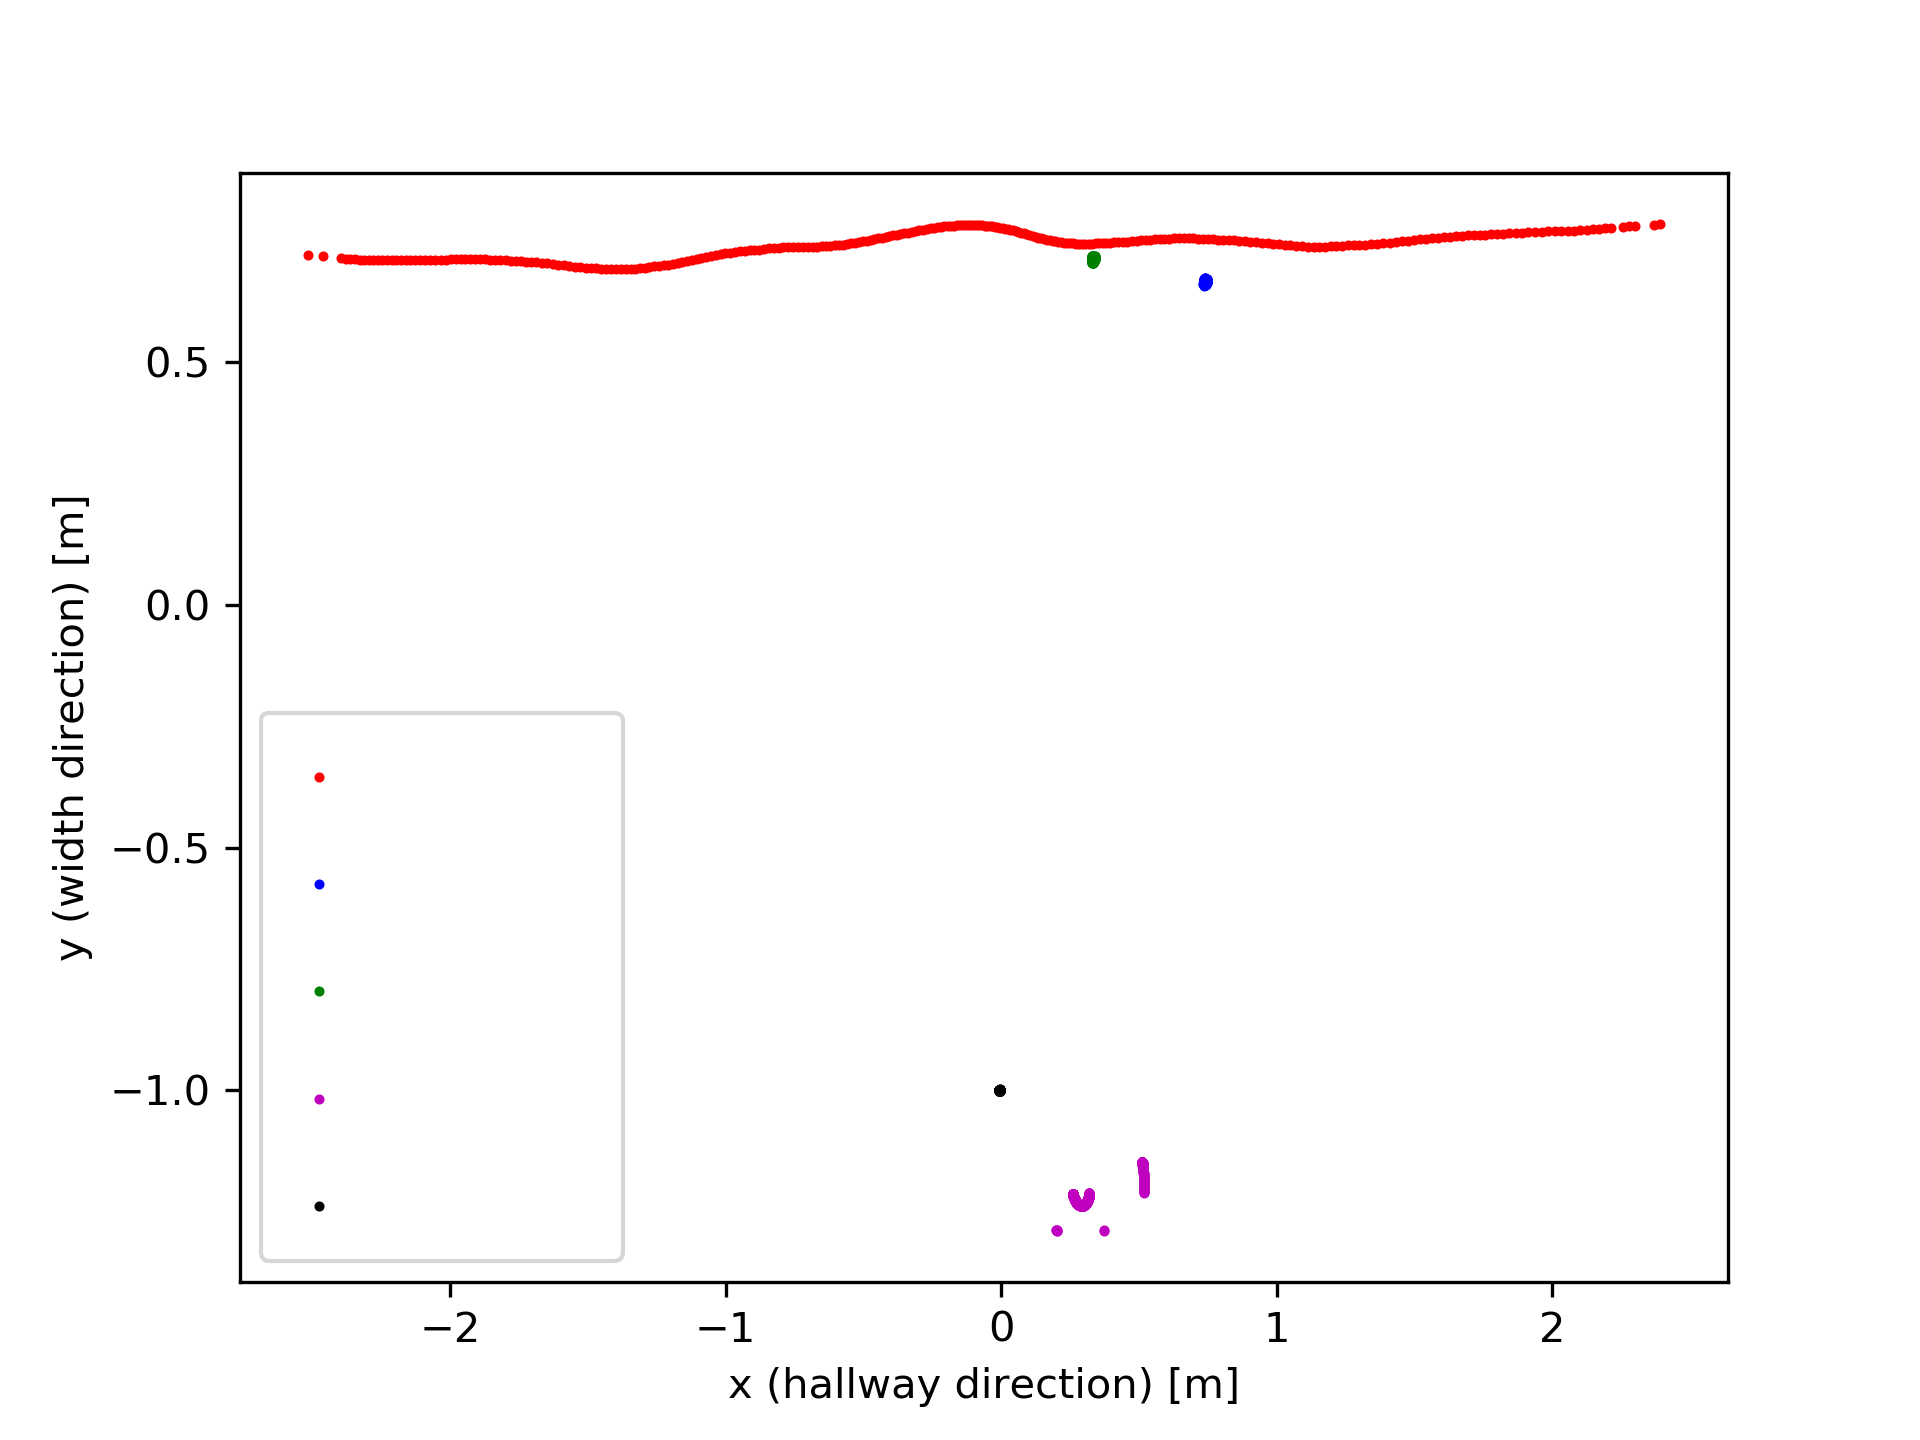 0.5
0.0
−0.5
−1.0
y (width direction) [m]
−2 −1 0 1 2
x (hallway direction) [m]